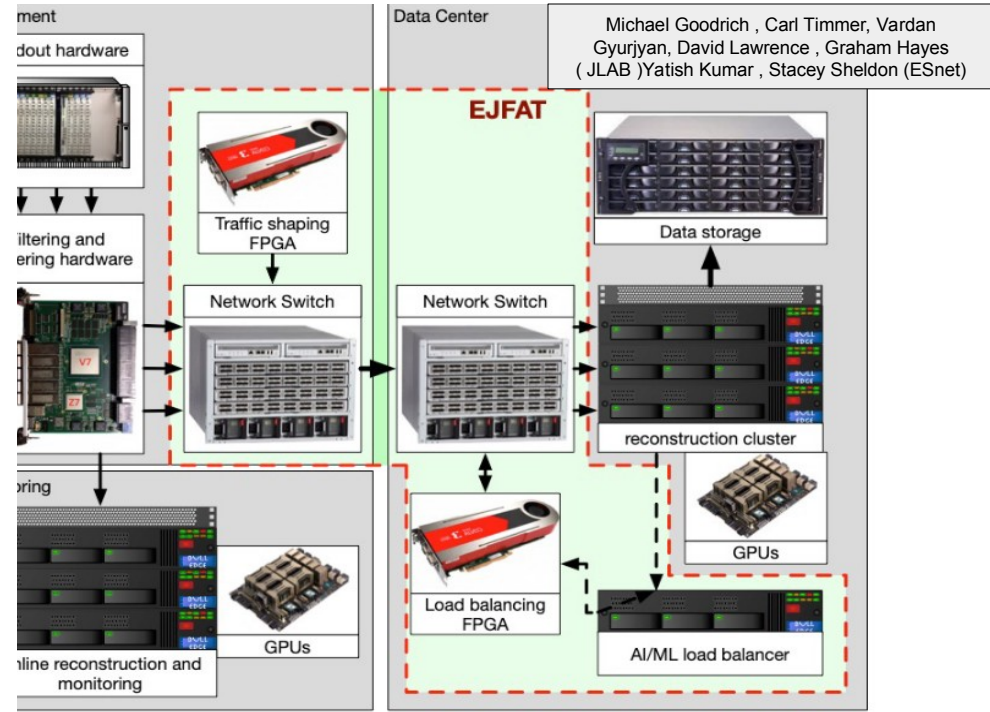 ment
Data Center
Michael Goodrich , Carl Timmer, Vardan
Gyurjyan, David Lawrence , Graham Hayes
( JLAB )Yatish Kumar , Stacey Sheldon (ESnet)
dout hardware
EJFAT
Traffic shaping
FPGA
Data storage
iltering and
ering hardware
Network Switch
Network Switch
V7
Z7
reconstruction cluster
oring
GPUs
Load balancing
FPGA
GPUs
AI/ML load balancer
nline reconstruction and
monitoring